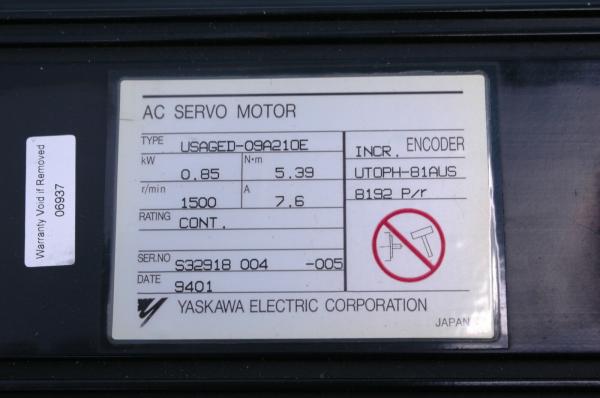 AC SERVO MOTOR
TYPE USAGED-09A210E
kW 0.85 N·m 5.39
r/min 1500 A 7.6
RATING CONT.
INCR. ENCODER
UTOPH-81AUS
8192 P/r
SER.NO S32918 004 -005
DATE 9401
YASKAWA ELECTRIC CORPORATION
JAPAN
Warranty Void if Removed
06937